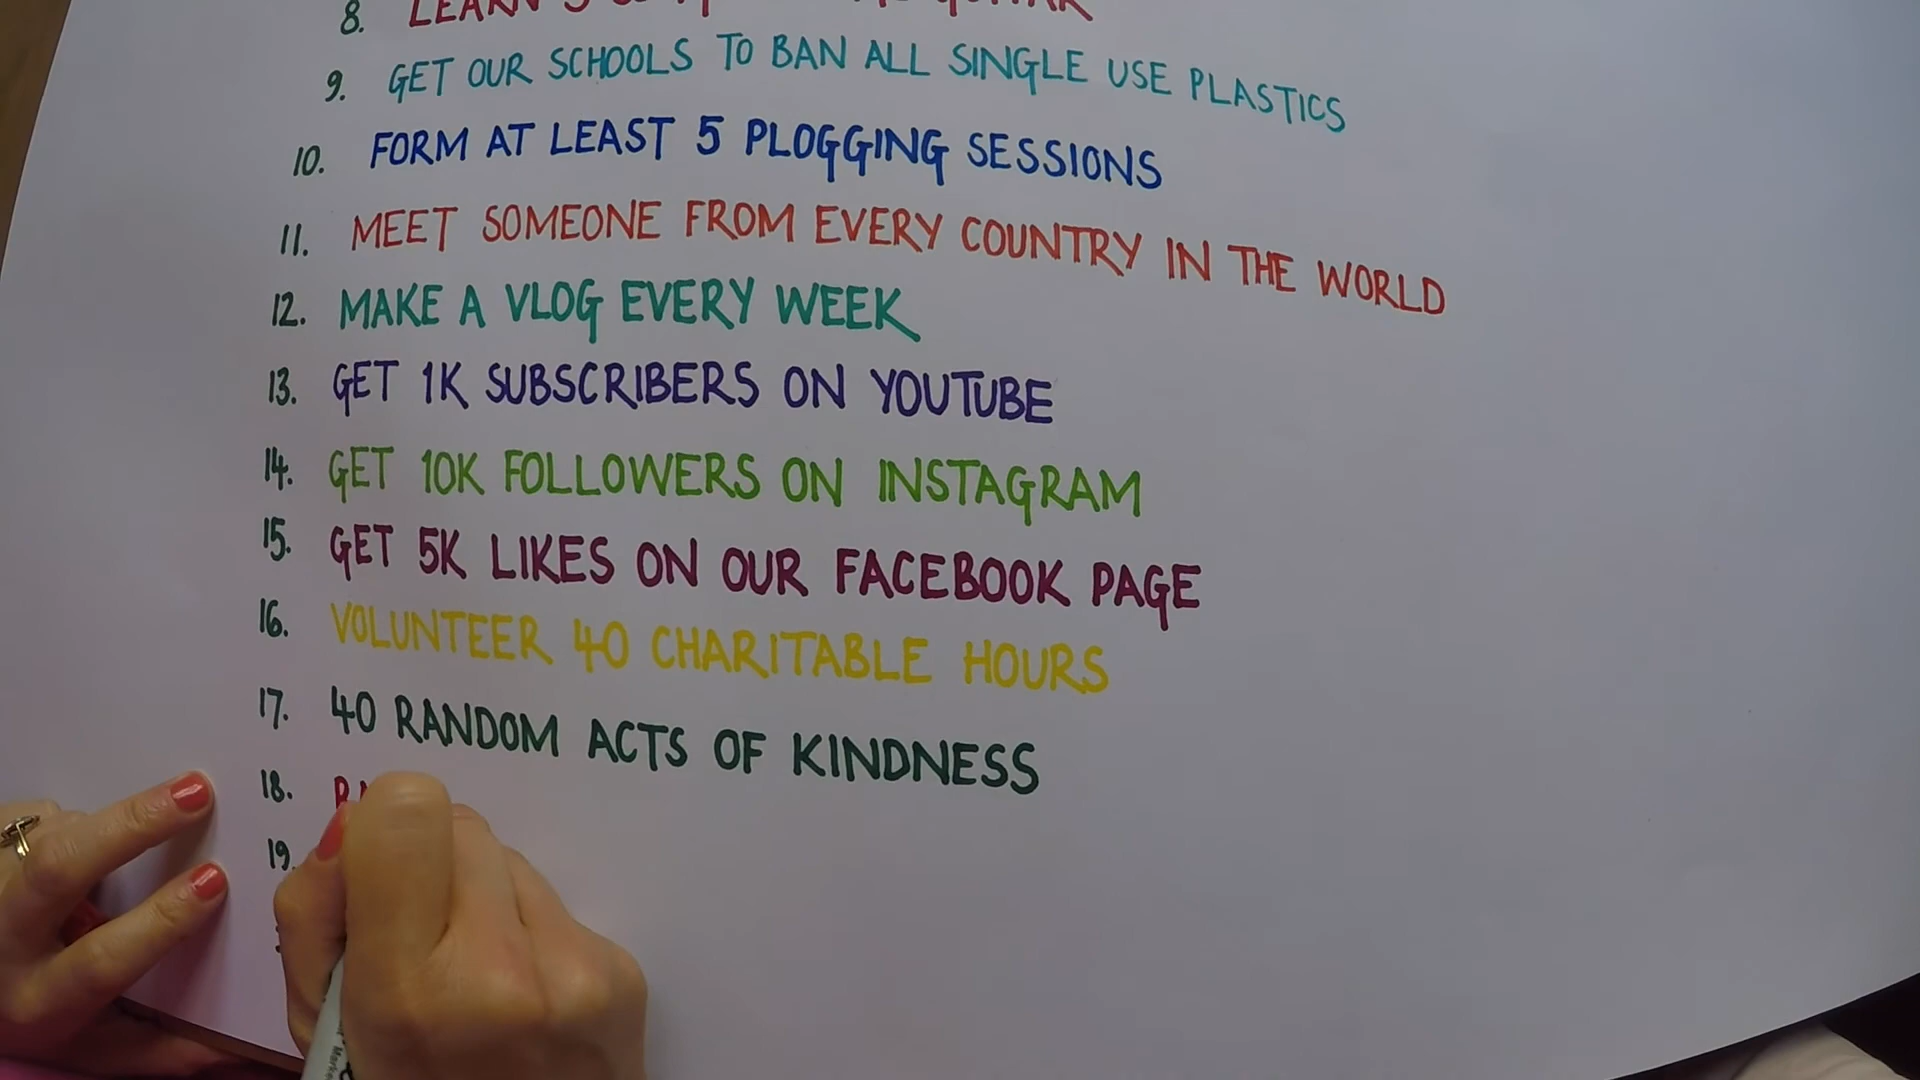 8. LEARN
9. GET OUR SCHOOLS TO BAN ALL SINGLE USE PLASTICS
10. FORM AT LEAST 5 PLOGGING SESSIONS
11. MEET SOMEONE FROM EVERY COUNTRY IN THE WORLD
12. MAKE A VLOG EVERY WEEK
13. GET 1K SUBSCRIBERS ON YOUTUBE
14. GET 10K FOLLOWERS ON INSTAGRAM
15. GET 5K LIKES ON OUR FACEBOOK PAGE
16. VOLUNTEER 40 CHARITABLE HOURS
17. 40 RANDOM ACTS OF KINDNESS
18.
19.